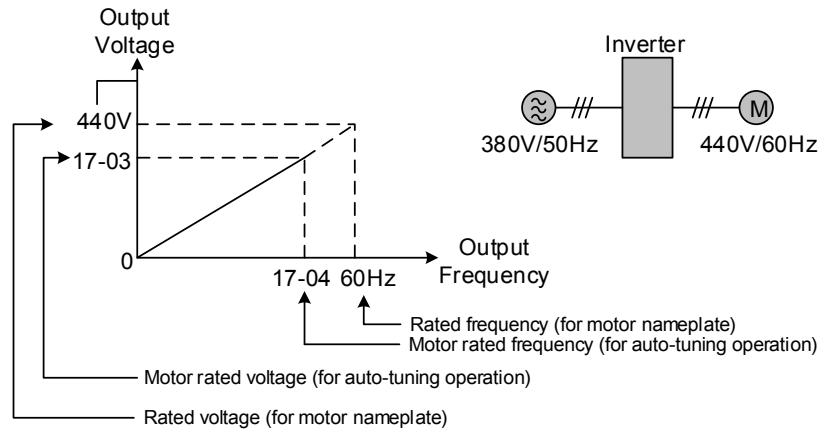 Output
Voltage
440V
17-03
0
17-04
60Hz
Output
Frequency
Inverter
M
380V/50Hz
440V/60Hz
Rated frequency (for motor nameplate)
Motor rated frequency (for auto-tuning operation)
Motor rated voltage (for auto-tuning operation)
Rated voltage (for motor nameplate)